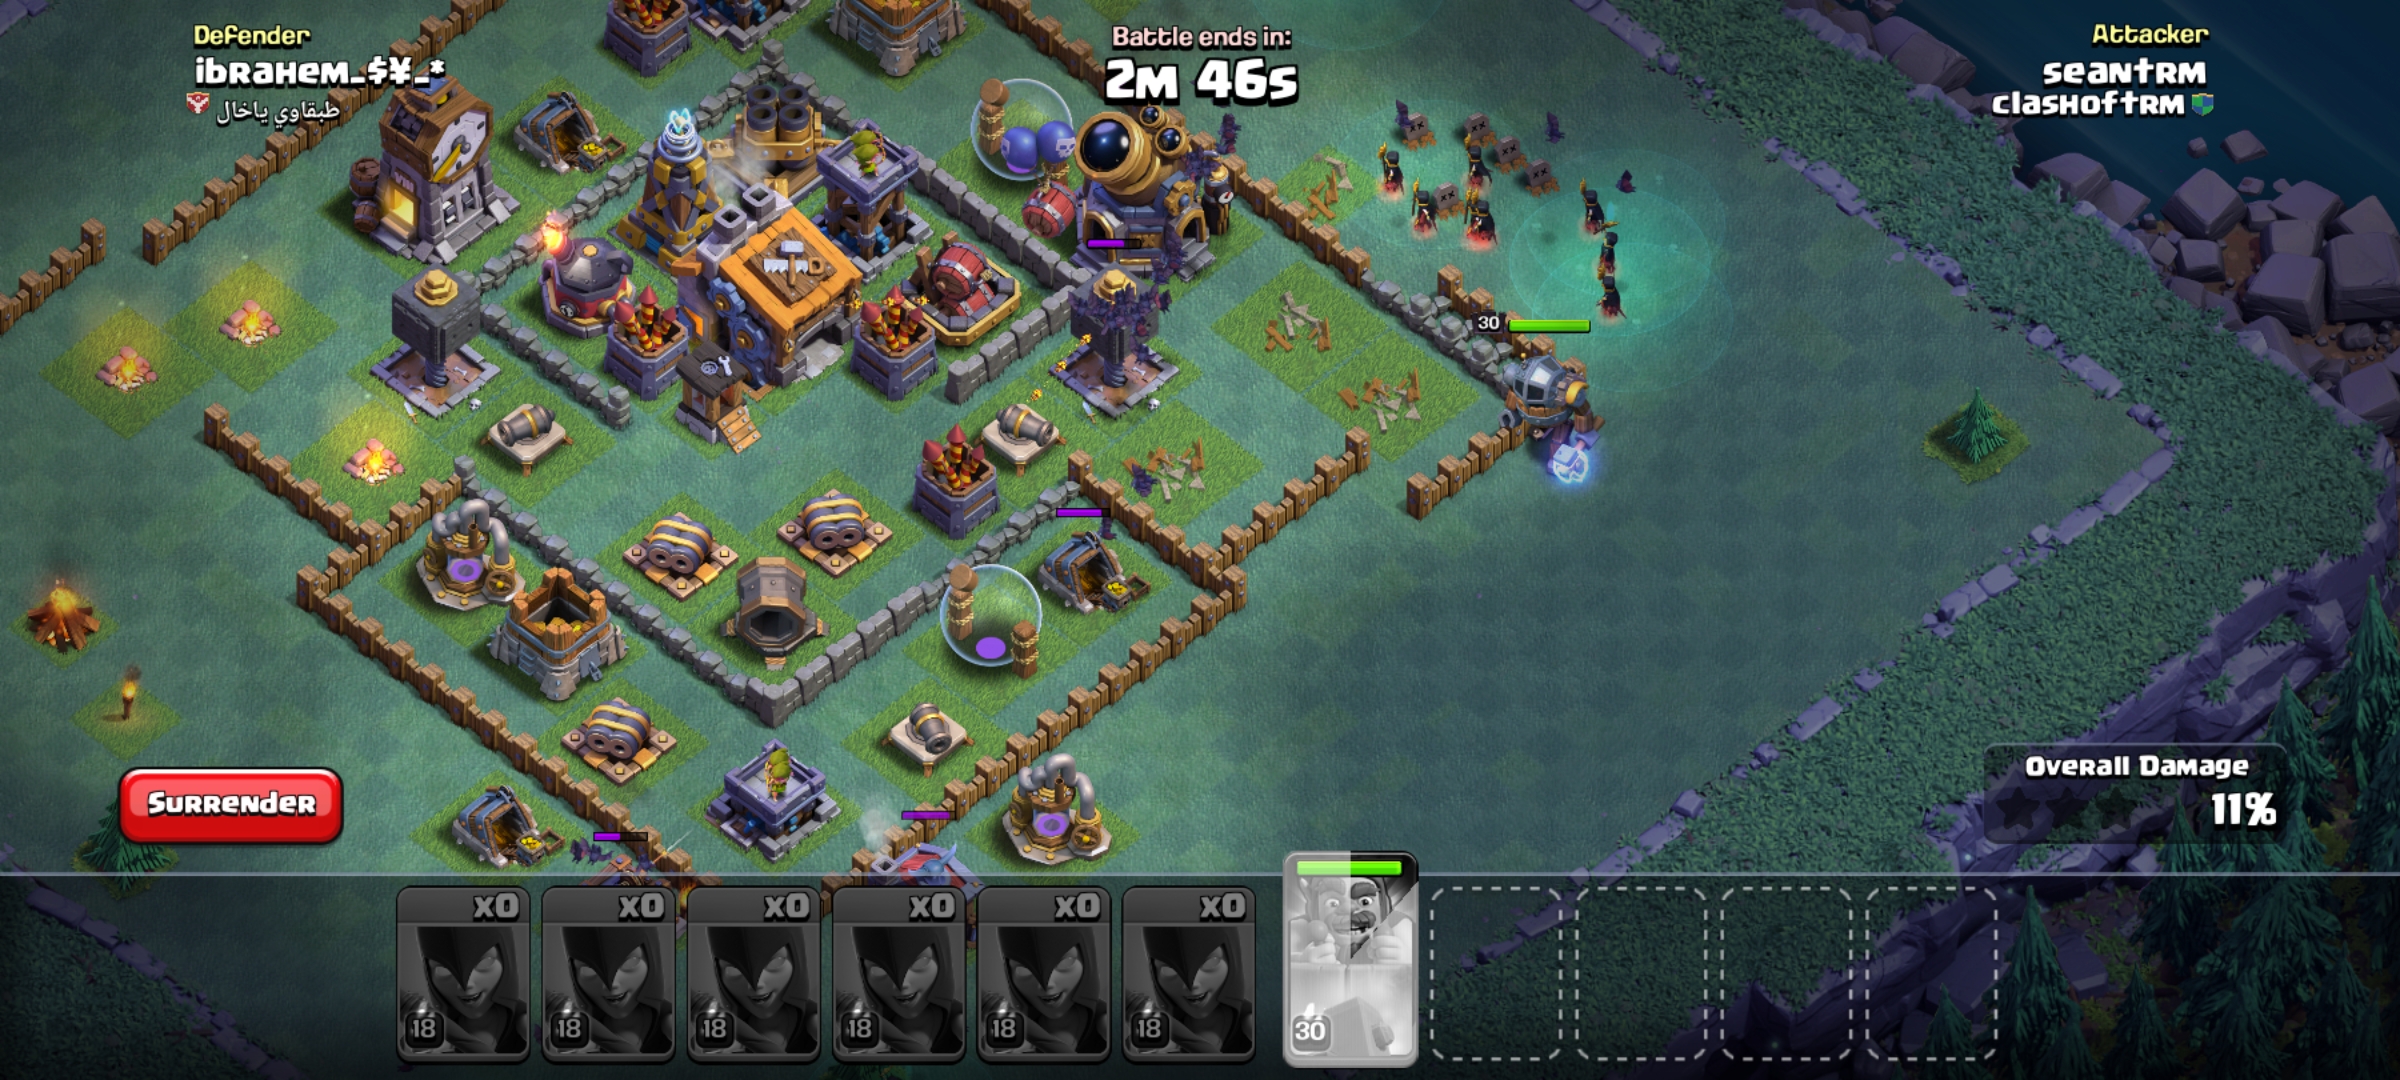 Defender
ibrahem_$¥_*
طبقاوي ياخال
Battle ends in:
2m 46s
Attacker
seantrm
clashoftrm
30
Surrender
Overall Damage
11%
x0
x0
x0
x0
x0
x0
18
18
18
18
18
18
30